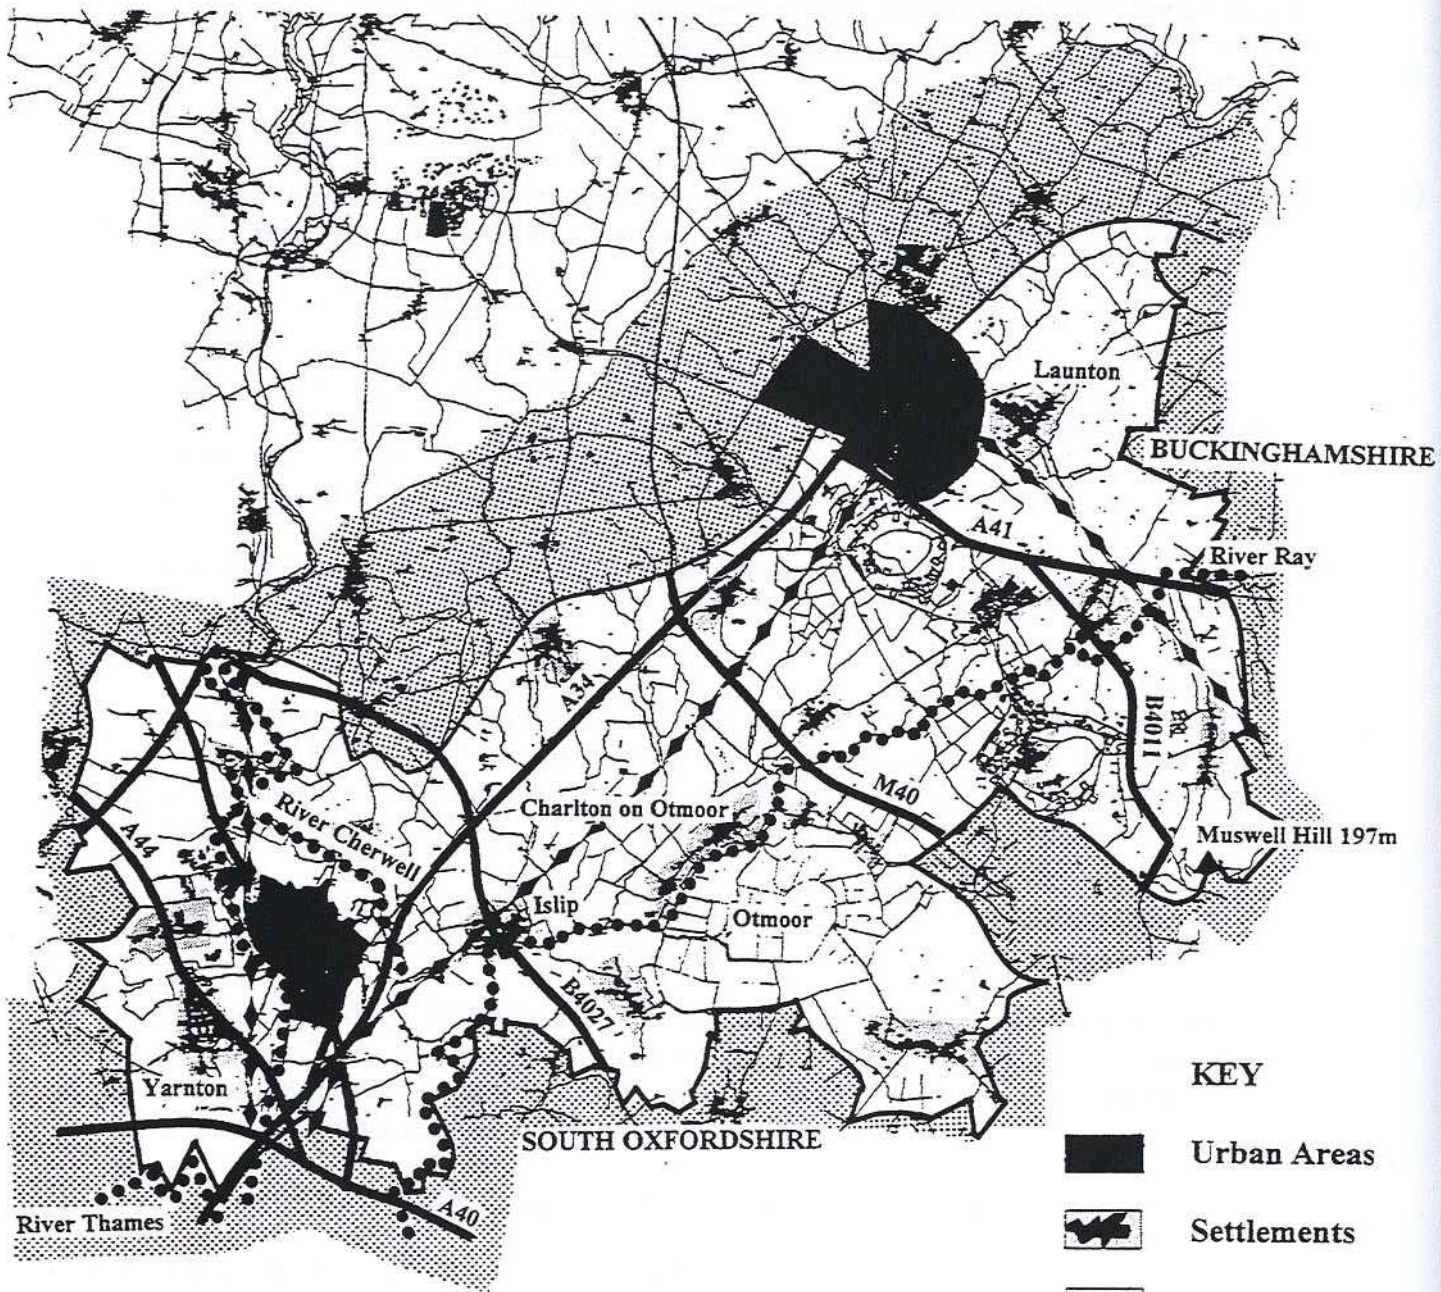 Launton
BUCKINGHAMSHIRE
A41
River Ray
A34
B4011
River Cherwell
Charlton on Otmoor
M40
A44
Muswell Hill 197m
Islip
Otmoor
B4027
KEY
Yarnton
SOUTH OXFORDSHIRE
Urban Areas
A40
River Thames
Settlements